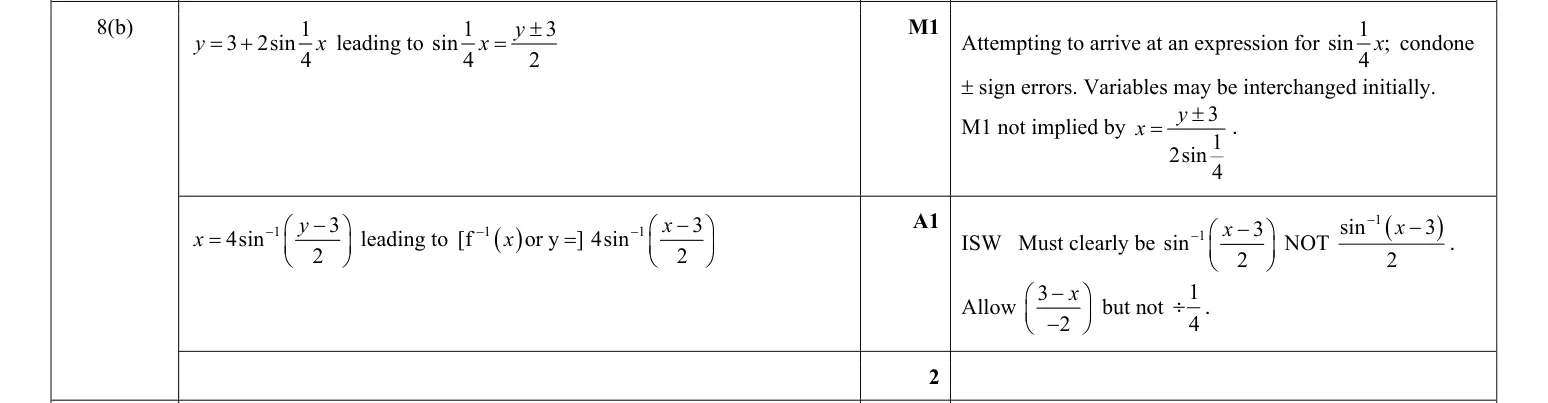 8(b)
y = 3 + 2sin 1/4 x leading to sin 1/4 x = (y ± 3)/2
M1
Attempting to arrive at an expression for sin 1/4 x; condone
± sign errors. Variables may be interchanged initially.
M1 not implied by x = (y ± 3)/(2sin 1/4) .
x = 4sin⁻¹((y − 3)/2) leading to [f⁻¹(x)or y =] 4sin⁻¹((x − 3)/2)
A1
ISW Must clearly be sin⁻¹((x − 3)/2) NOT sin⁻¹(x − 3)/2 .
Allow ((3 − x)/−2) but not ÷ 1/4 .
2